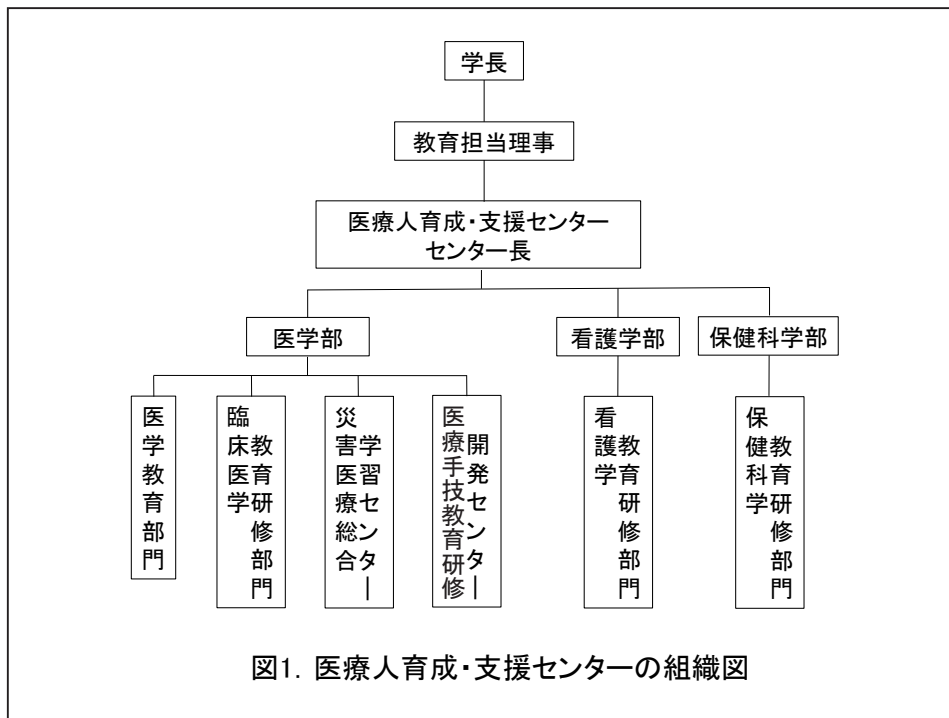 学長
教育担当理事
医療人育成・支援センター
センター長
医学部
看護学部
保健科学部
医学教育部門
臨床医学
教育研修部門
災害医療総合
学習センター
医療手技教育研修
開発センター
看護学
教育研修部門
保健科学
教育研修部門
図1. 医療人育成・支援センターの組織図